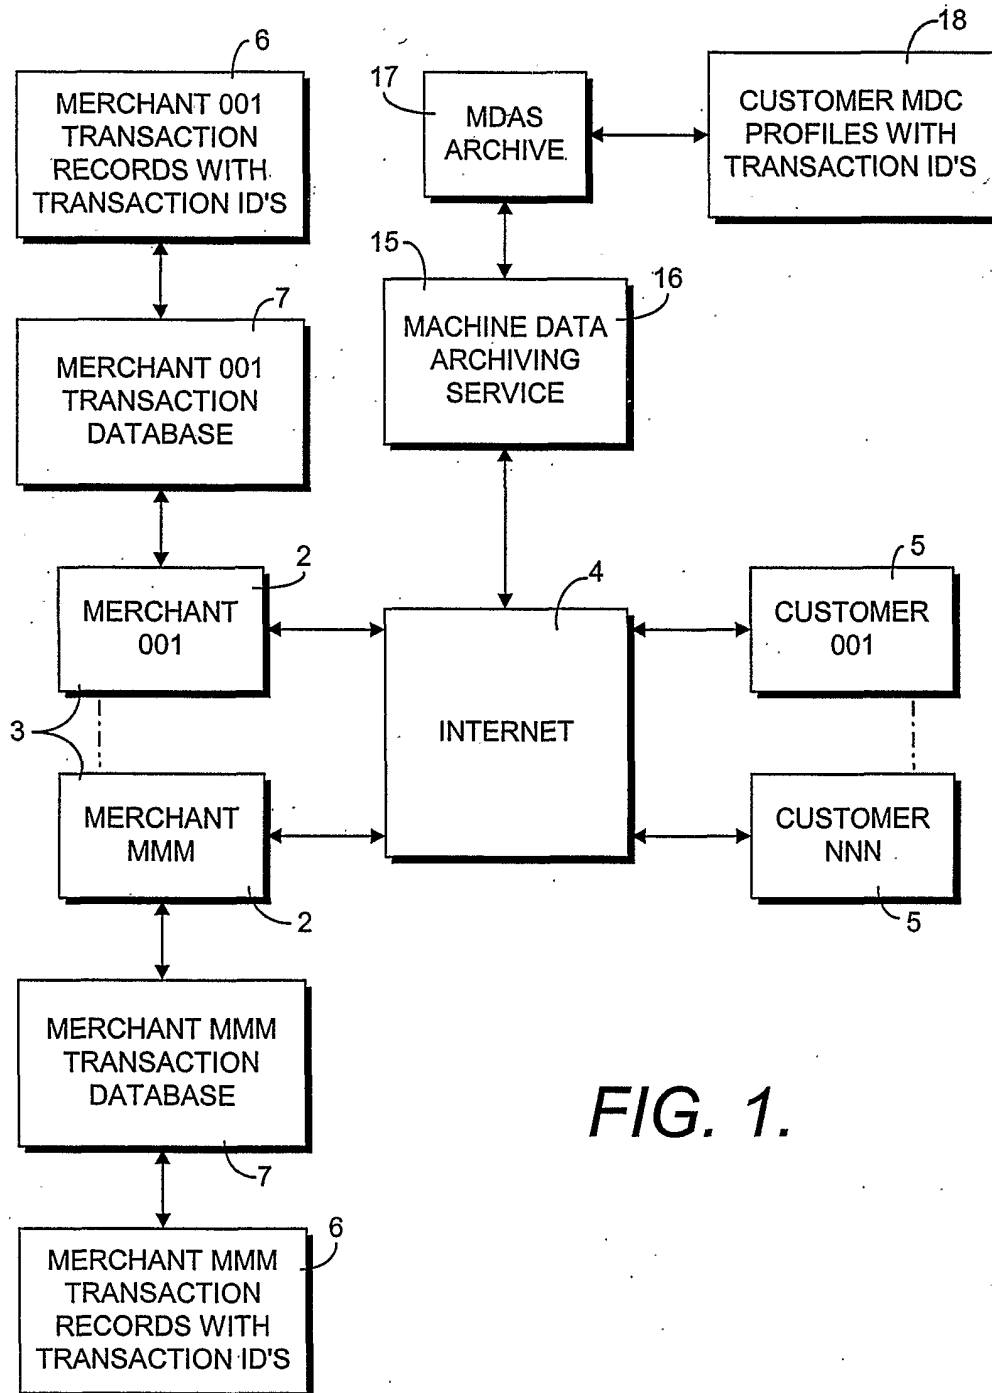 6
MERCHANT 001
TRANSACTION
RECORDS WITH
TRANSACTION ID'S
17
MDAS
ARCHIVE
18
CUSTOMER MDC
PROFILES WITH
TRANSACTION ID'S
7
MERCHANT 001
TRANSACTION
DATABASE
15
16
MACHINE DATA
ARCHIVING
SERVICE
2
MERCHANT
001
4
INTERNET
5
CUSTOMER
001
3
MERCHANT
MMM
2
CUSTOMER
NNN
5
MERCHANT MMM
TRANSACTION
DATABASE
7
FIG. 1.
6
MERCHANT MMM
TRANSACTION
RECORDS WITH
TRANSACTION ID'S